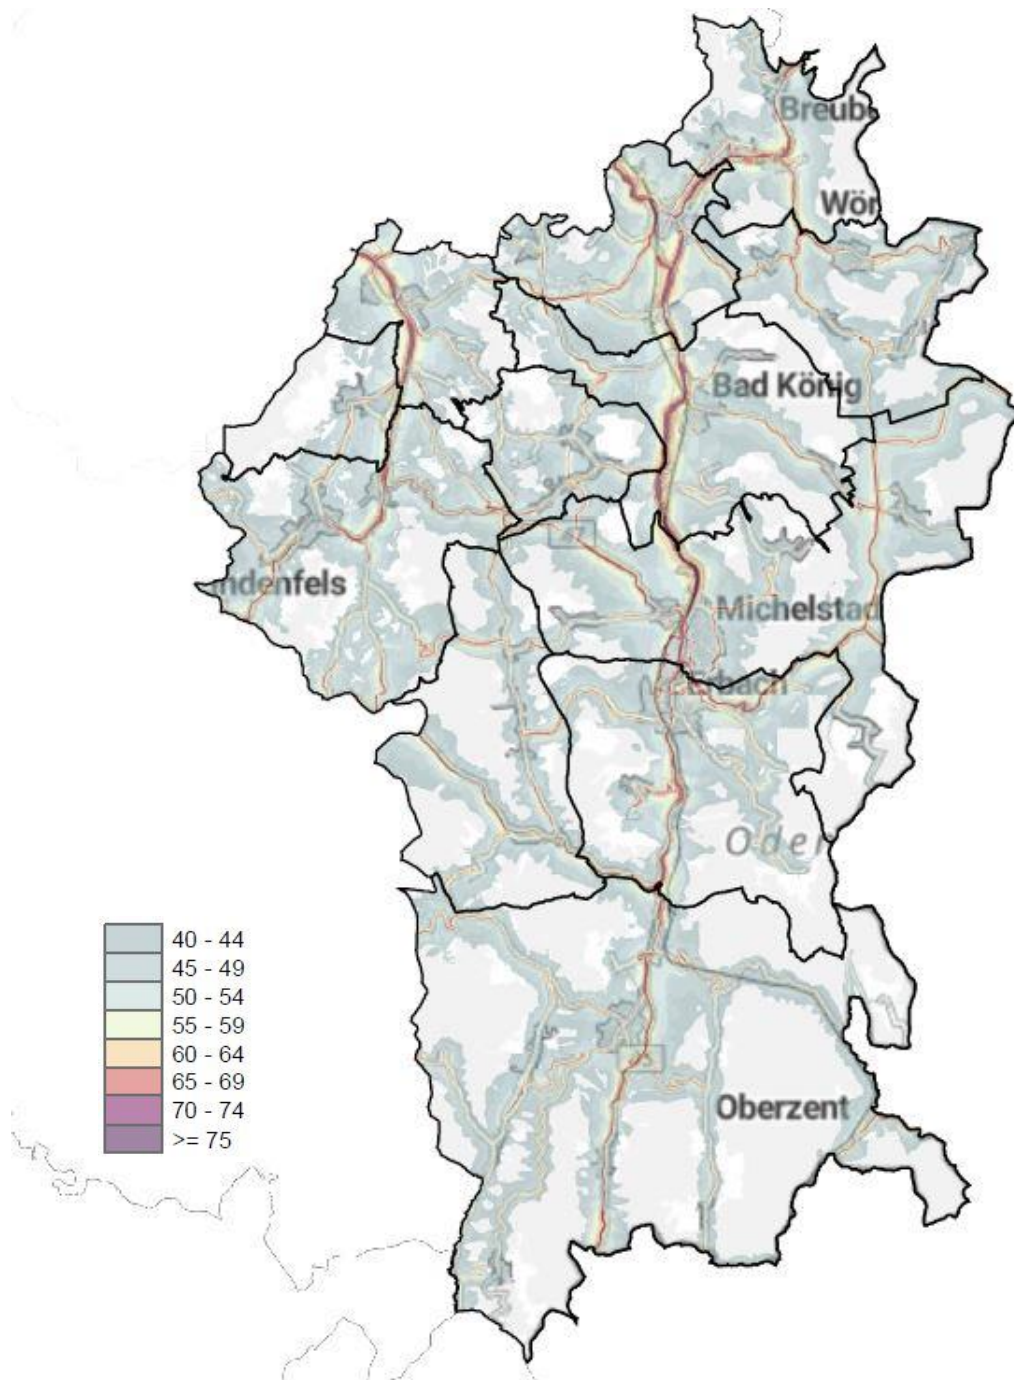 Breub
Wör
Bad König
ndenfels
Michelstad
Erbach
Oder
40 - 44
45 - 49
50 - 54
55 - 59
60 - 64
65 - 69
70 - 74
>= 75
Oberzent